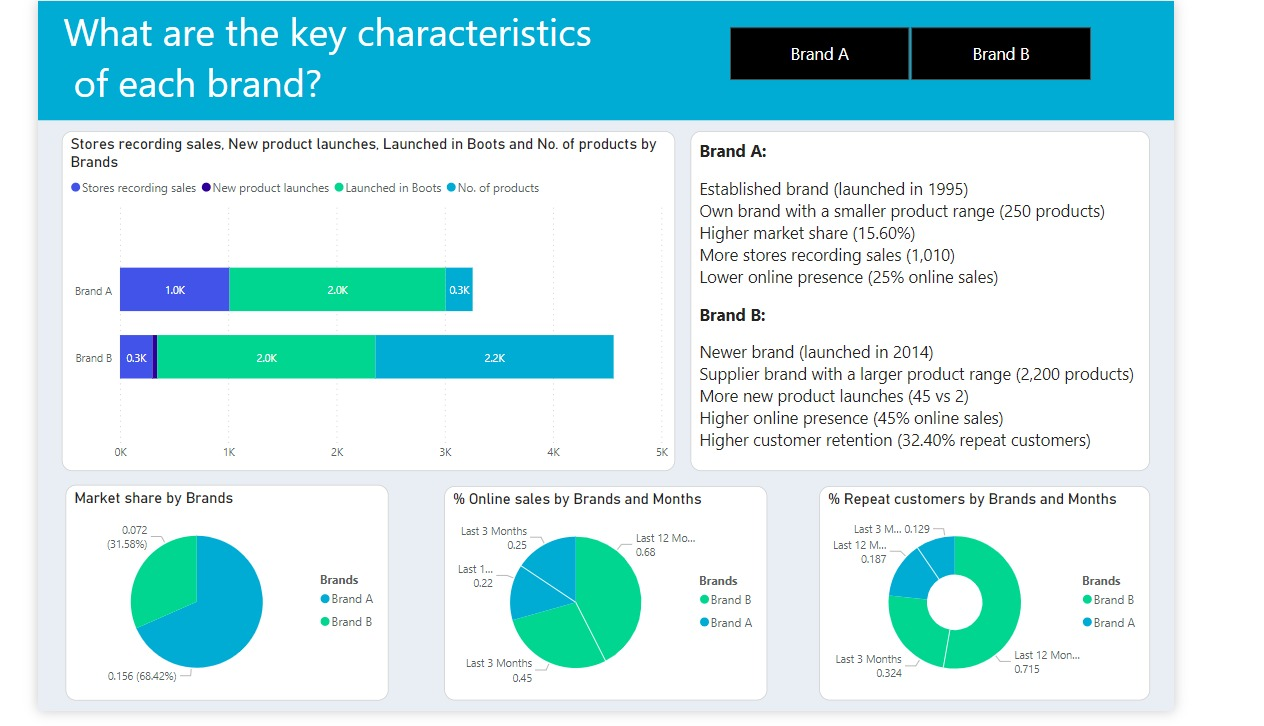 What are the key characteristics
of each brand?
Brand A
Brand B
Stores recording sales, New product launches, Launched in Boots and No. of products by
Brands
Stores recording sales New product launches Launched in Boots No. of products
Brand A
1.0K
2.0K
0.3K
Brand B
0.3K
2.0K
2.2K
0K
1K
2K
3K
4K
5K
Brand A:
Established brand (launched in 1995)
Own brand with a smaller product range (250 products)
Higher market share (15.60%)
More stores recording sales (1,010)
Lower online presence (25% online sales)
Brand B:
Newer brand (launched in 2014)
Supplier brand with a larger product range (2,200 products)
More new product launches (45 vs 2)
Higher online presence (45% online sales)
Higher customer retention (32.40% repeat customers)
Market share by Brands
0.072
(31.58%)
0.156 (68.42%)
Brands
Brand A
Brand B
% Online sales by Brands and Months
Last 3 Months
0.25
Last 12 Mo...
0.68
Last 1...
0.22
Last 3 Months
0.45
Brands
Brand B
Brand A
% Repeat customers by Brands and Months
Last 3 M... 0.129
Last 12 M...
0.187
Last 3 Months
0.324
Last 12 Mon...
0.715
Brands
Brand B
Brand A